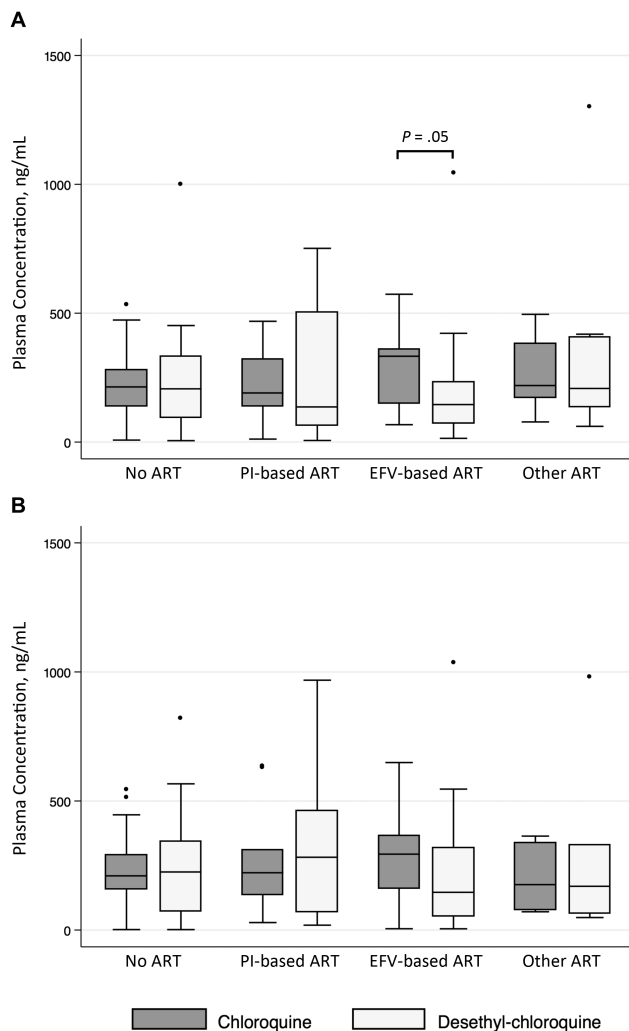 A
1500
1000
500
0
Plasma Concentration, ng/mL
P = .05
No ART PI-based ART EFV-based ART Other ART
B
1500
1000
500
0
Plasma Concentration, ng/mL
No ART PI-based ART EFV-based ART Other ART
Chloroquine Desethyl-chloroquine